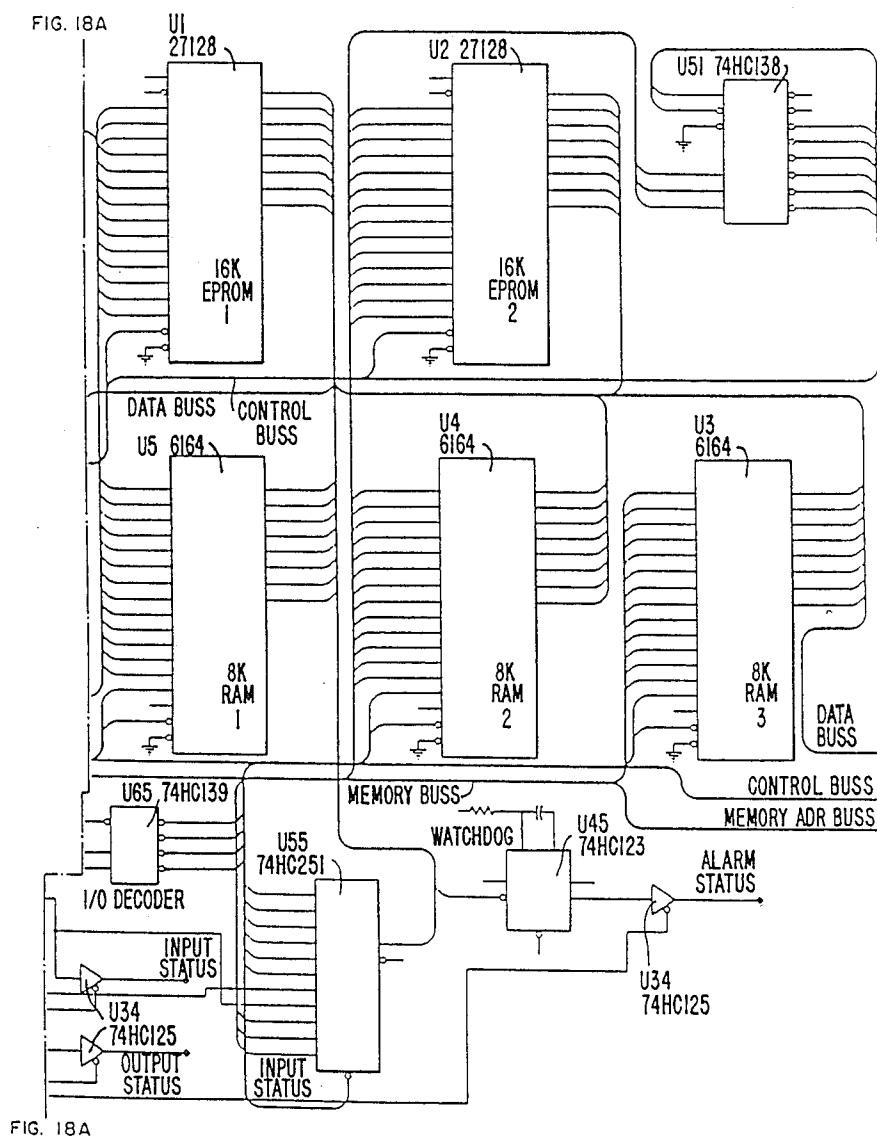 FIG. 18A
U1
27128
U2 27128
U51 74HC138
16K
EPROM
1
16K
EPROM
2
DATA BUSS
CONTROL
BUSS
U5 6164
U4
6164
U3
6164
8K
RAM
1
8K
RAM
2
8K
RAM
3
DATA
BUSS
CONTROL BUSS
MEMORY BUSS
MEMORY ADR BUSS
U65 74HC139
I/O DECODER
U55
74HC251
WATCHDOG
U45
74HC123
ALARM
STATUS
U34
74HC125
INPUT
STATUS
U34
74HC125
OUTPUT
STATUS
INPUT
STATUS
FIG. 18A